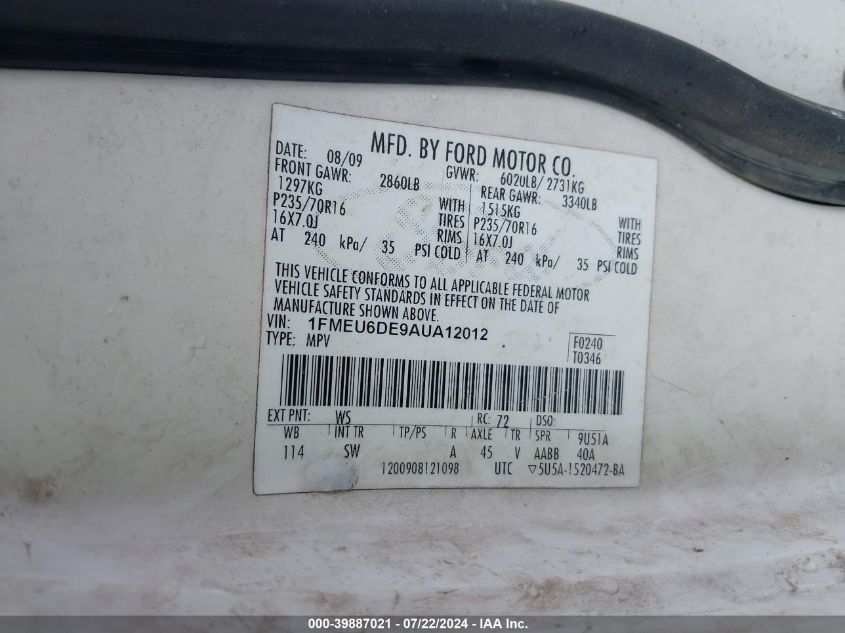 MFD. BY FORD MOTOR CO.
DATE: 08/09 GVWR: 6020LB/ 2731KG
FRONT GAWR: 2860LB REAR GAWR: 3340LB
1297KG WITH 1515KG WITH
P235/70R16 TIRES P235/70R16 TIRES
16X7.0J RIMS 16X7.0J RIMS
AT 240 kPa/ 35 PSI COLD AT 240 kPa/ 35 PSI COLD
THIS VEHICLE CONFORMS TO ALL APPLICABLE FEDERAL MOTOR
VEHICLE SAFETY STANDARDS IN EFFECT ON THE DATE OF
MANUFACTURE SHOWN ABOVE.
VIN: 1FMEU6DE9AUA12012
TYPE: MPV
F0240
T0346
EXT PNT: WS RC: 72 DSO:
WB INT TR TP/PS R AXLE TR SPR 9U51A
114 SW A 45 V AABB 40A
1200908121098 UTC ▽5U5A-1520472-BA
000-39887021 / 07/22/2024 - IAA Inc.